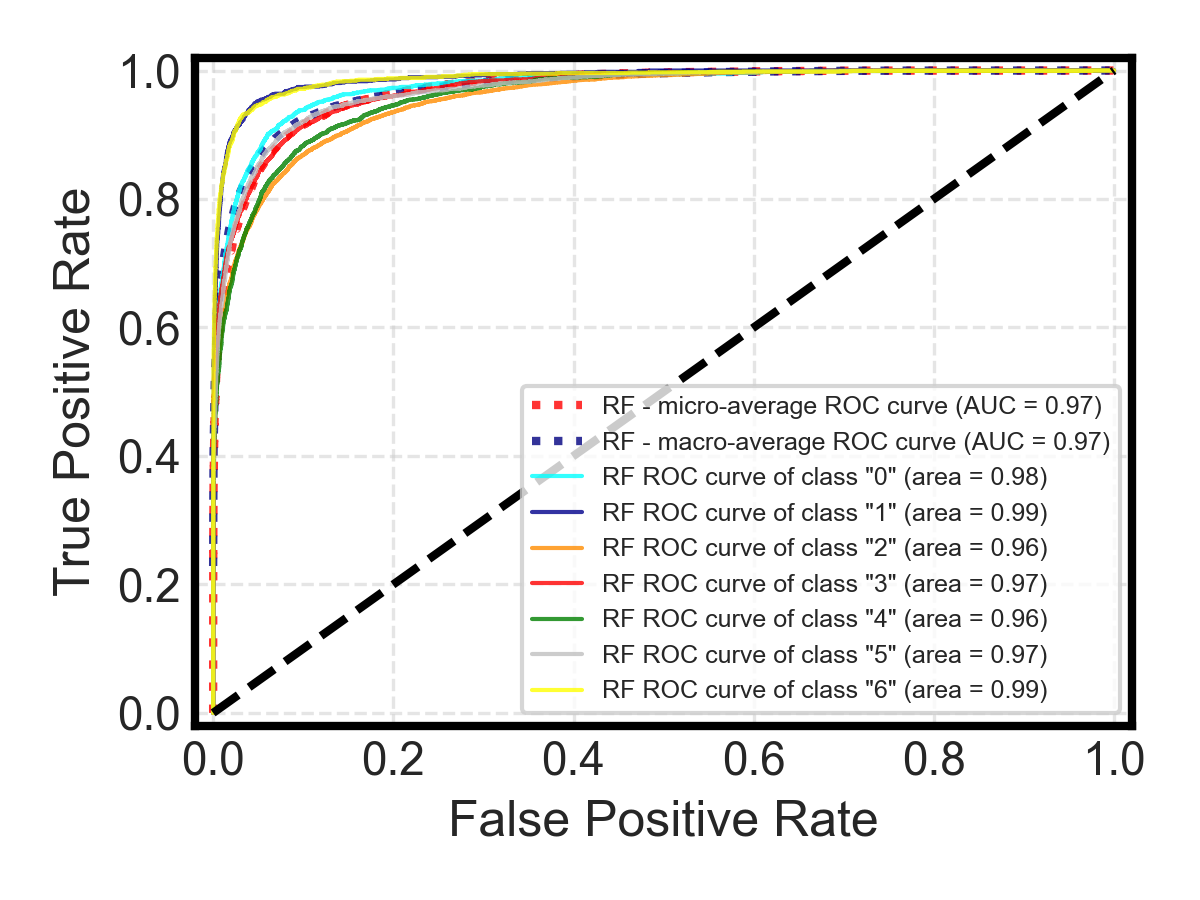 1.0
0.8
0.6
0.4
0.2
0.0
True Positive Rate
RF - micro-average ROC curve (AUC = 0.97)
RF - macro-average ROC curve (AUC = 0.97)
RF ROC curve of class "0" (area = 0.98)
RF ROC curve of class "1" (area = 0.99)
RF ROC curve of class "2" (area = 0.96)
RF ROC curve of class "3" (area = 0.97)
RF ROC curve of class "4" (area = 0.96)
RF ROC curve of class "5" (area = 0.97)
RF ROC curve of class "6" (area = 0.99)
0.0 0.2 0.4 0.6 0.8 1.0
False Positive Rate